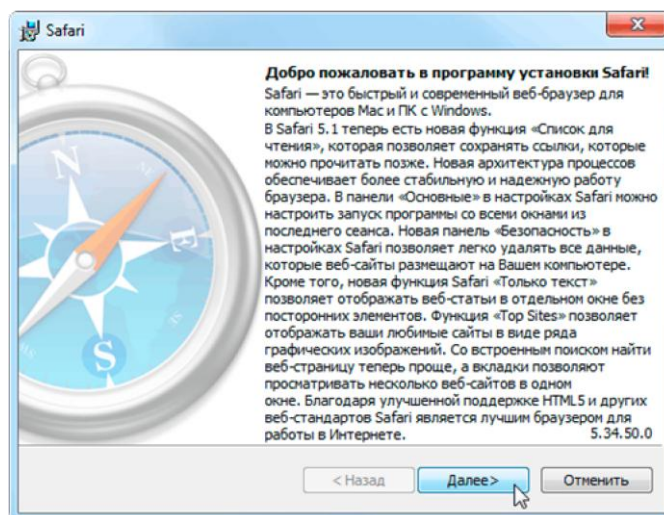 Safari
Добро пожаловать в программу установки Safari!
Safari — это быстрый и современный веб-браузер для
компьютеров Mac и ПК с Windows.
В Safari 5.1 теперь есть новая функция «Список для
чтения», которая позволяет сохранять ссылки, которые
можно прочитать позже. Новая архитектура процессов
обеспечивает более стабильную и надежную работу
браузера. В панели «Основные» в настройках Safari можно
настроить запуск программы со всеми окнами из
последнего сеанса. Новая панель «Безопасность» в
настройках Safari позволяет легко удалять все данные,
которые веб-сайты размещают на Вашем компьютере.
Кроме того, новая функция Safari «Только текст»
позволяет отображать веб-статьи в отдельном окне без
посторонних элементов. Функция «Top Sites» позволяет
отображать ваши любимые сайты в виде ряда
графических изображений. Со встроенным поиском найти
веб-страницу теперь проще, а вкладки позволяют
просматривать несколько веб-сайтов в одном
окне. Благодаря улучшенной поддержке HTML5 и других
веб-стандартов Safari является лучшим браузером для
работы в Интернете. 5.34.50.0
N
E
S
SE
< Назад Далее > Отменить